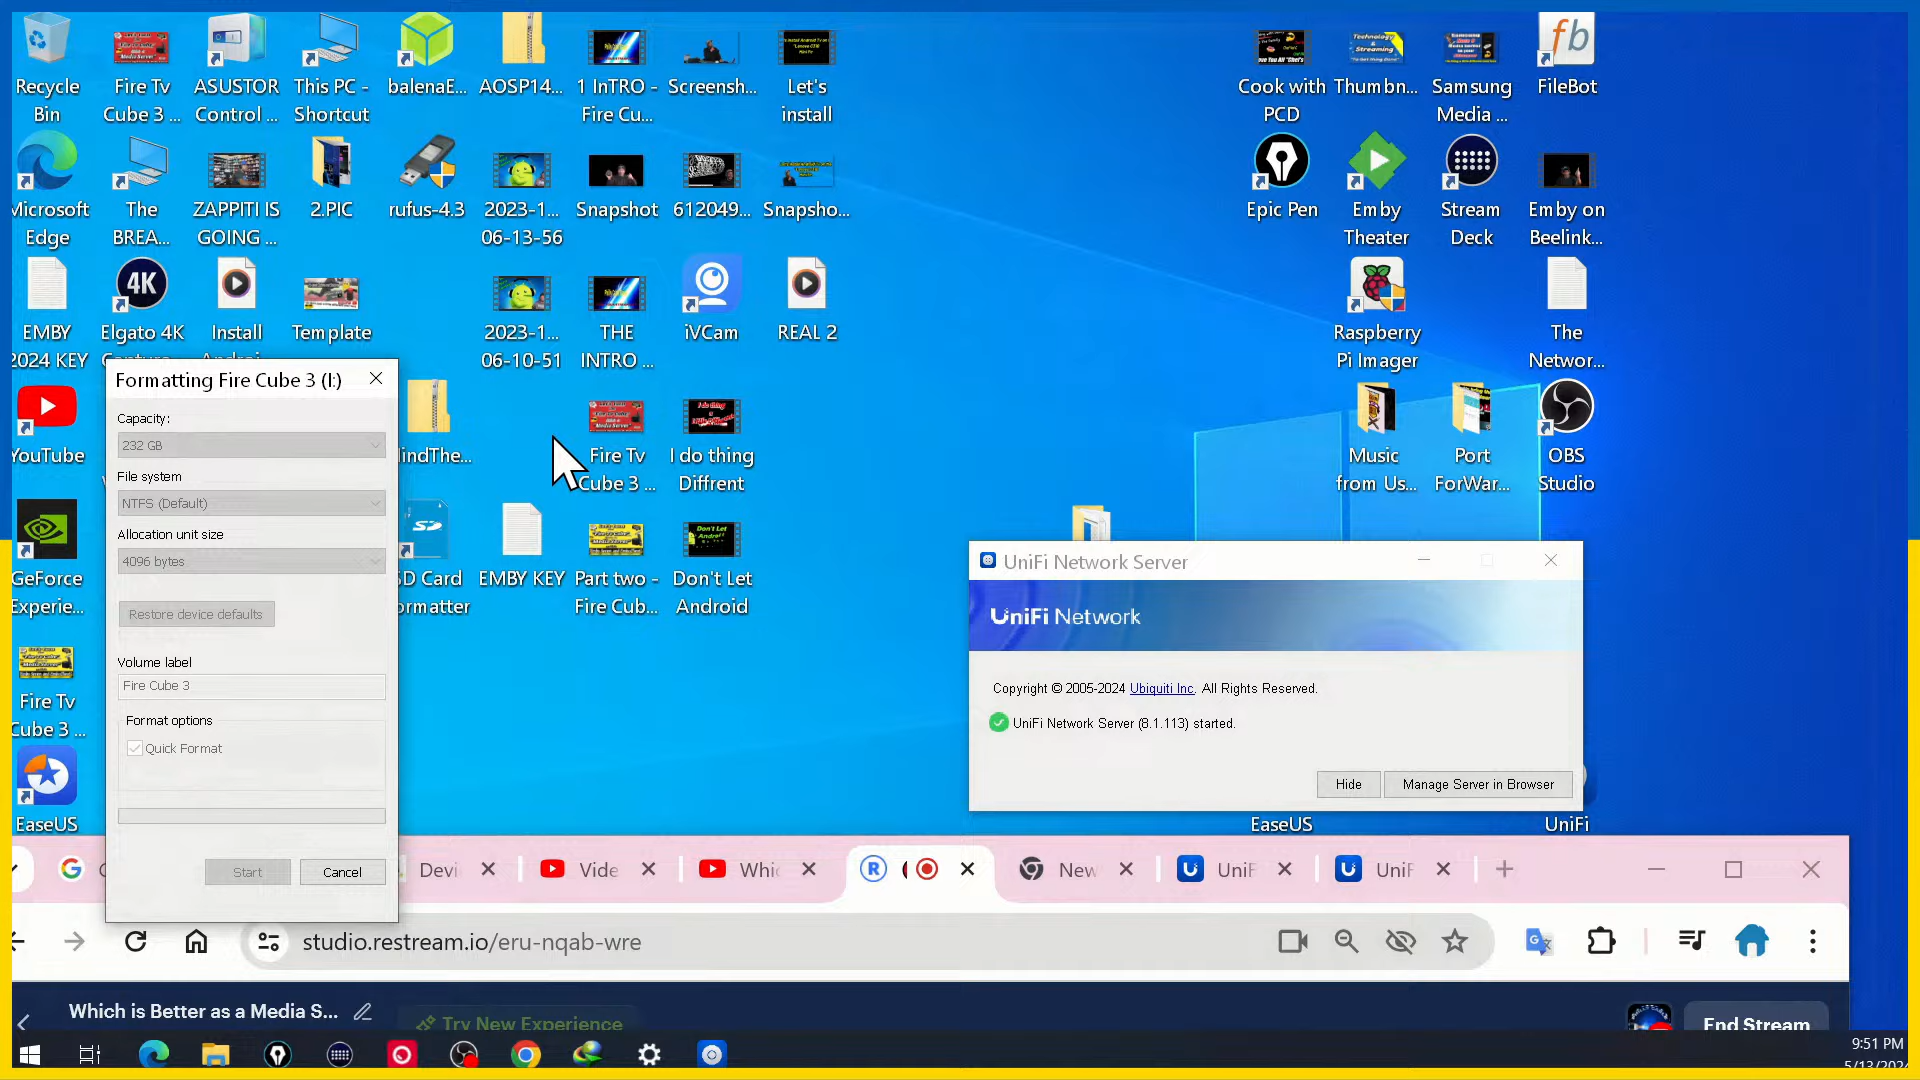 Recycle
Bin
Fire Tv
Cube 3 ...
ASUSTOR
Control ...
This PC -
Shortcut
balenaE...
AOSP14...
1 InTRO -
Fire Cu...
Screensh...
Let's
install
Cook with
PCD
Thumbn...
Samsung
Media ...
FileBot
Microsoft
Edge
The
BREA...
ZAPPITI IS
GOING ...
2.PIC
rufus-4.3
2023-1...
06-13-56
Snapshot
612049...
Snapsho...
Epic Pen
Emby
Theater
Stream
Deck
Emby on
Beelink...
EMBY
2024 KEY
4K
Elgato 4K
Install
Template
2023-1...
06-10-51
THE
INTRO ...
iVCam
REAL 2
Raspberry
Pi Imager
The
Networ...
YouTube
Fire Tv
Cube 3 ...
I do thing
Diffrent
Music
from Us...
Port
ForWar...
OBS
Studio
GeForce
Experie...
SD Card
EMBY KEY
Part two -
Fire Cub...
Don't Let
Android
Fire Tv
Cube 3 ...
EaseUS
EaseUS
UniFi
Formatting Fire Cube 3 (I:)
Capacity:
232 GB
File system
NTFS (Default)
Allocation unit size
4096 bytes
Restore device defaults
Volume label
Fire Cube 3
Format options
Quick Format
Start
Cancel
UniFi Network Server
UniFi Network
Copyright © 2005-2024 Ubiquiti Inc. All Rights Reserved.
UniFi Network Server (8.1.113) started.
Hide
Manage Server in Browser
Devi
Vide
Whic
New
UniF
UniF
studio.restream.io/eru-nqab-wre
Which is Better as a Media S...
Try New Experience
End Stream
9:51 PM
5/13/2024